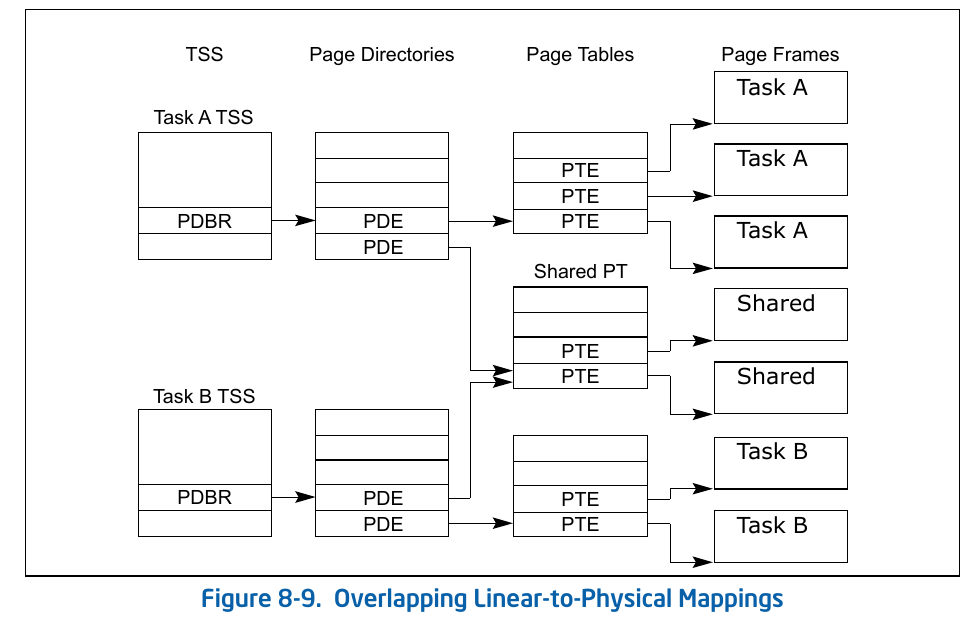 TSS Page Directories Page Tables Page Frames
Task A TSS
Task A
PTE
Task A
PTE
PDBR PDE PTE
Task A
PDE
Shared PT
Shared
PTE
PTE
Shared
Task B TSS
Task B
PDBR PDE PTE
PDE PTE
Task B
Figure 8-9. Overlapping Linear-to-Physical Mappings